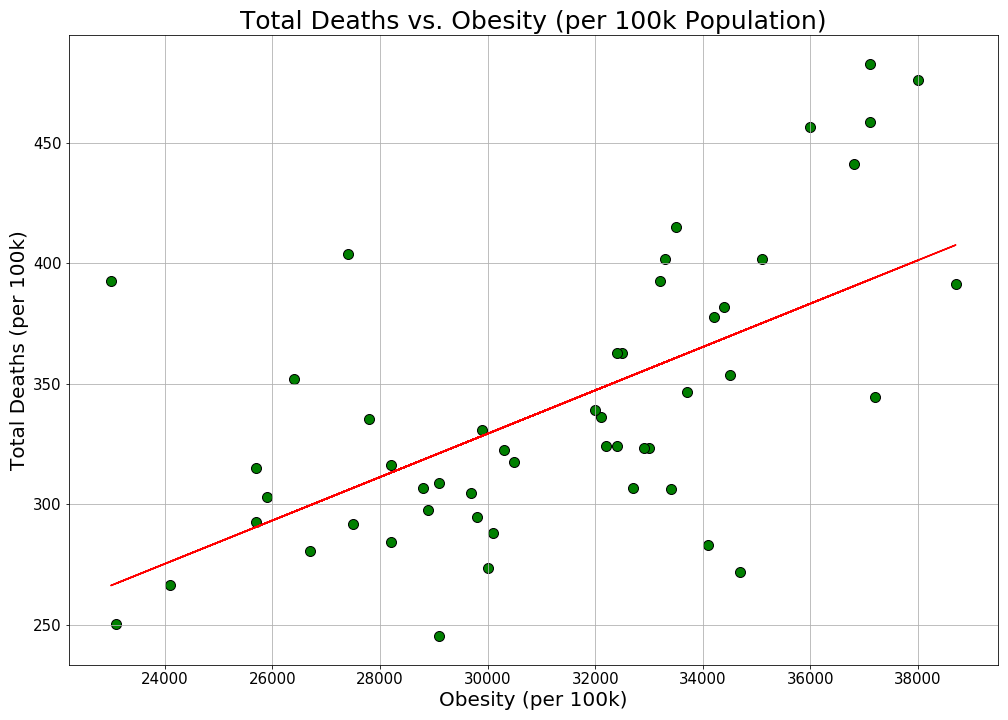 Total Deaths vs. Obesity (per 100k Population)
Total Deaths (per 100k)
450
400
350
300
250
24000 26000 28000 30000 32000 34000 36000 38000
Obesity (per 100k)